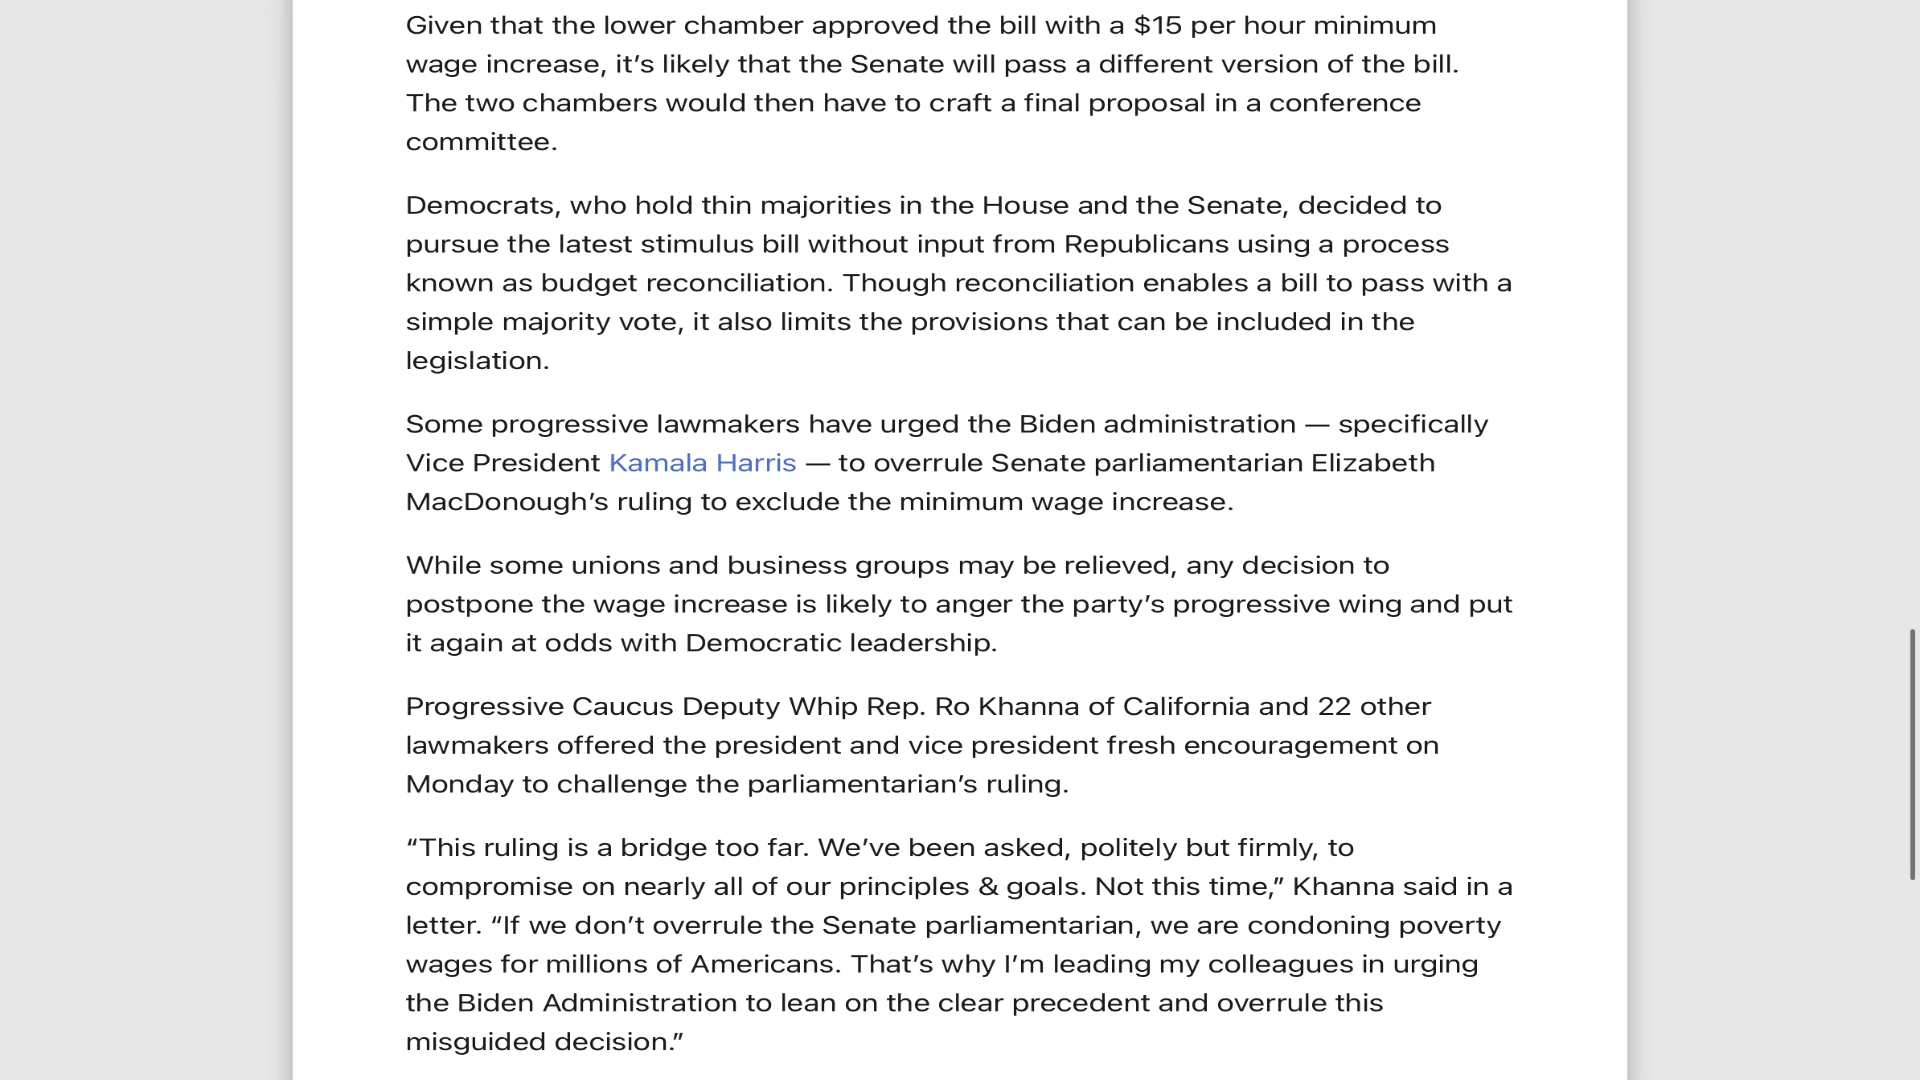 Given that the lower chamber approved the bill with a $15 per hour minimum
wage increase, it’s likely that the Senate will pass a different version of the bill.
The two chambers would then have to craft a final proposal in a conference
committee.
Democrats, who hold thin majorities in the House and the Senate, decided to
pursue the latest stimulus bill without input from Republicans using a process
known as budget reconciliation. Though reconciliation enables a bill to pass with a
simple majority vote, it also limits the provisions that can be included in the
legislation.
Some progressive lawmakers have urged the Biden administration — specifically
Vice President Kamala Harris — to overrule Senate parliamentarian Elizabeth
MacDonough’s ruling to exclude the minimum wage increase.
While some unions and business groups may be relieved, any decision to
postpone the wage increase is likely to anger the party’s progressive wing and put
it again at odds with Democratic leadership.
Progressive Caucus Deputy Whip Rep. Ro Khanna of California and 22 other
lawmakers offered the president and vice president fresh encouragement on
Monday to challenge the parliamentarian’s ruling.
“This ruling is a bridge too far. We’ve been asked, politely but firmly, to
compromise on nearly all of our principles & goals. Not this time,” Khanna said in a
letter. “If we don’t overrule the Senate parliamentarian, we are condoning poverty
wages for millions of Americans. That’s why I’m leading my colleagues in urging
the Biden Administration to lean on the clear precedent and overrule this
misguided decision.”